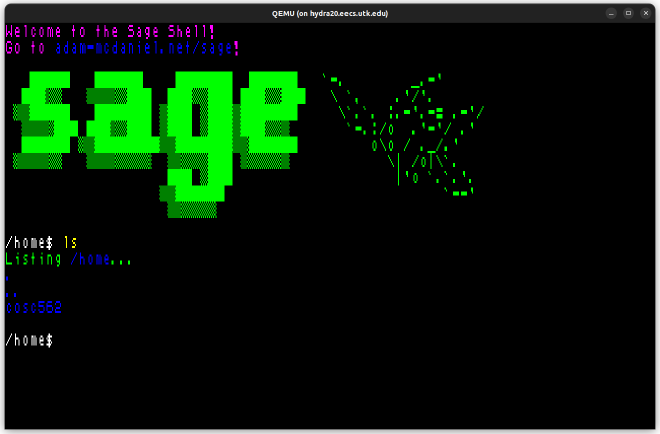 QEMU (on hydra20.eecs.utk.edu)
Welcome to the Sage Shell!
Go to adam-mcdaniel.net/sage!
sage
/home$ ls
Listing /home...
.
..
cosc562
/home$